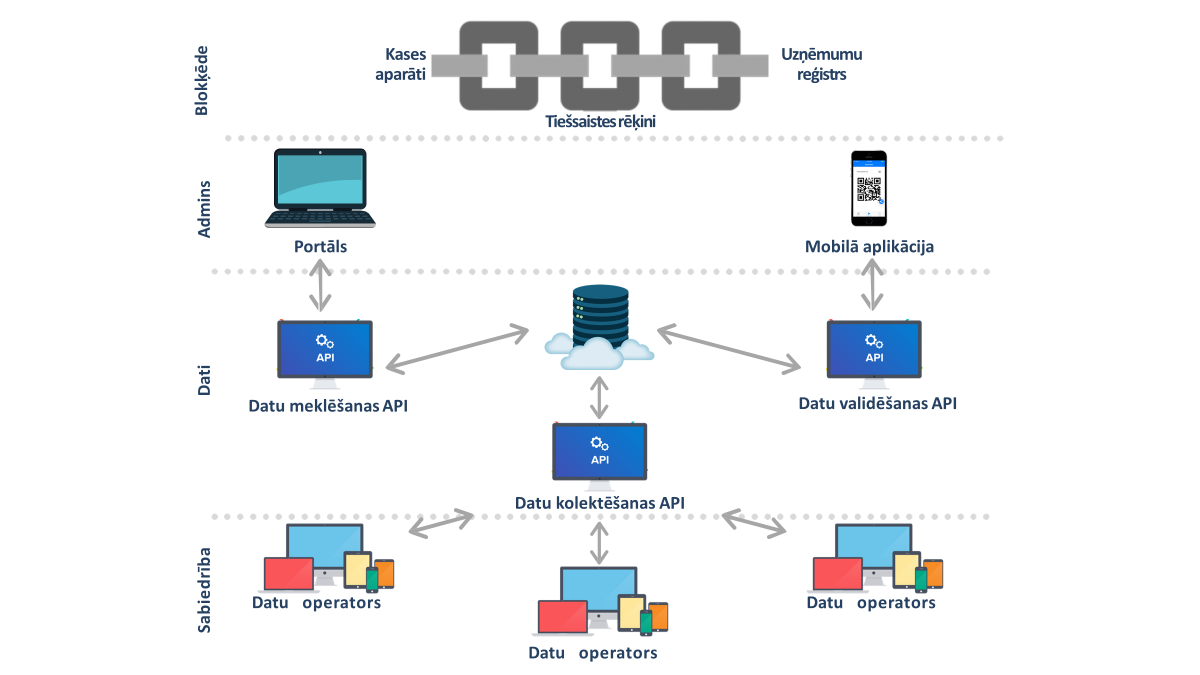 Blokķēde
Kases
aparāti
Uzņēmumu
reģistrs
Tiešsaistes rēķini
Admins
Portāls
Mobilā aplikācija
Dati
API
API
Datu meklēšanas API
Datu validēšanas API
API
Datu kolektēšanas API
Sabiedrība
Datu operators
Datu operators
Datu operators